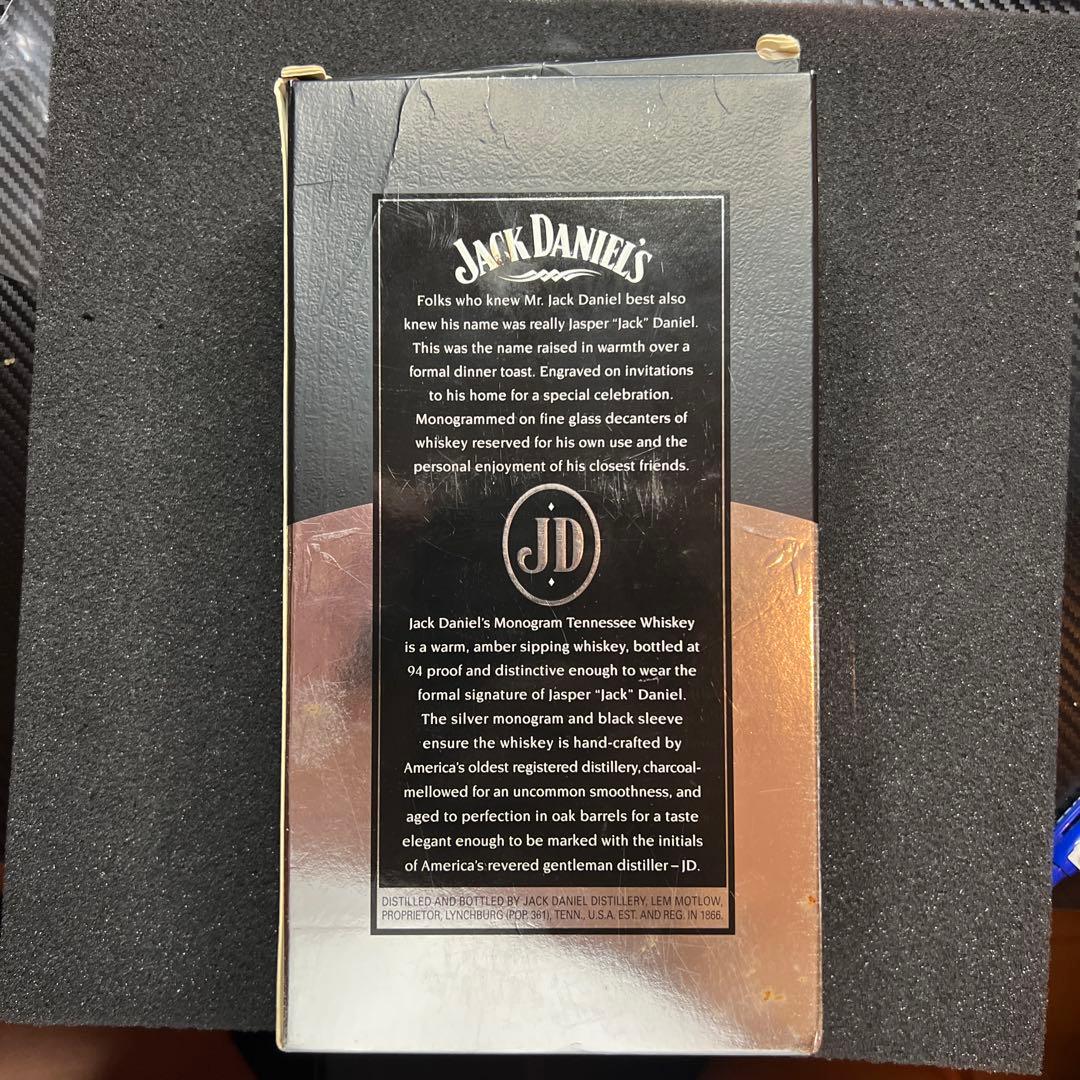 JACK DANIEL'S
Folks who knew Mr. Jack Daniel best also
knew his name was really Jasper "Jack" Daniel.
This was the name raised in warmth over a
formal dinner toast. Engraved on invitations
to his home for a special celebration.
Monogrammed on fine glass decanters of
whiskey reserved for his own use and the
personal enjoyment of his closest friends.
JD
Jack Daniel's Monogram Tennessee Whiskey
is a warm, amber sipping whiskey, bottled at
94 proof and distinctive enough to wear the
formal signature of Jasper "Jack" Daniel.
The silver monogram and black sleeve
ensure the whiskey is hand-crafted by
America's oldest registered distillery, charcoal-
mellowed for an uncommon smoothness, and
aged to perfection in oak barrels for a taste
elegant enough to be marked with the initials
of America's revered gentleman distiller – JD.
DISTILLED AND BOTTLED BY JACK DANIEL DISTILLERY, LEM MOTLOW,
PROPRIETOR, LYNCHBURG (POP. 361), TENN., U.S.A. EST. AND REG. IN 1866.